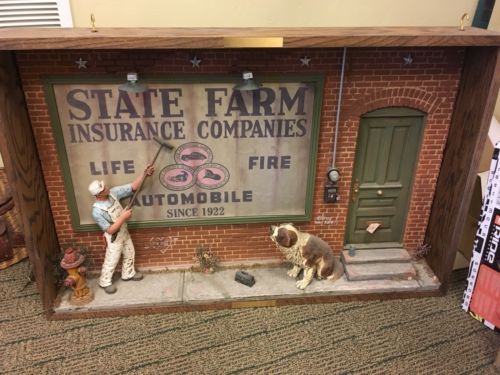 STATE FARM
INSURANCE COMPANIES
LIFE FIRE
AUTOMOBILE
SINCE 1922